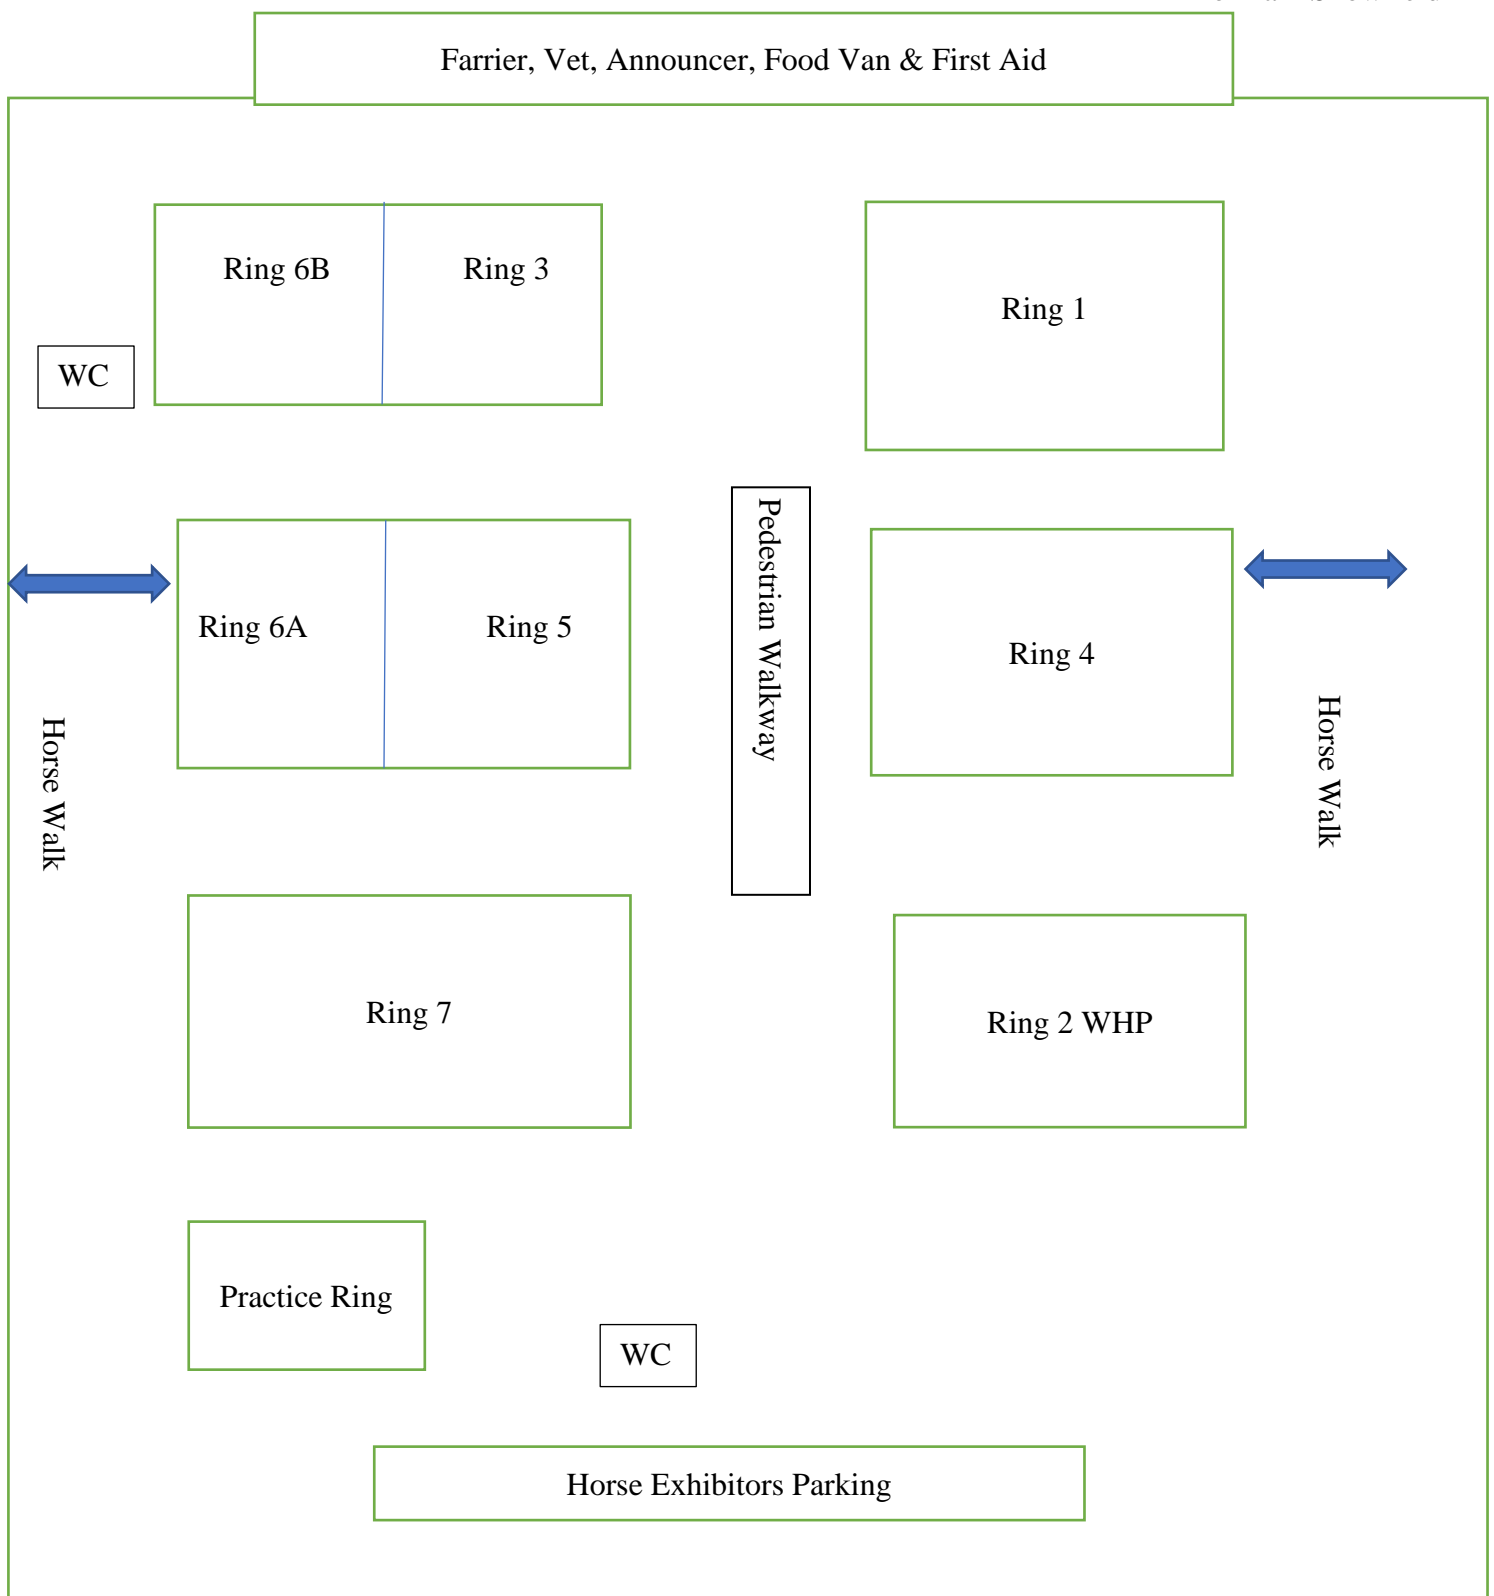 Farrier, Vet, Announcer, Food Van & First Aid
Ring 6B
Ring 3
Ring 1
WC
Pedestrian Walkway
Ring 6A
Ring 5
Ring 4
Horse Walk
Horse Walk
Ring 7
Ring 2 WHP
Practice Ring
WC
Horse Exhibitors Parking